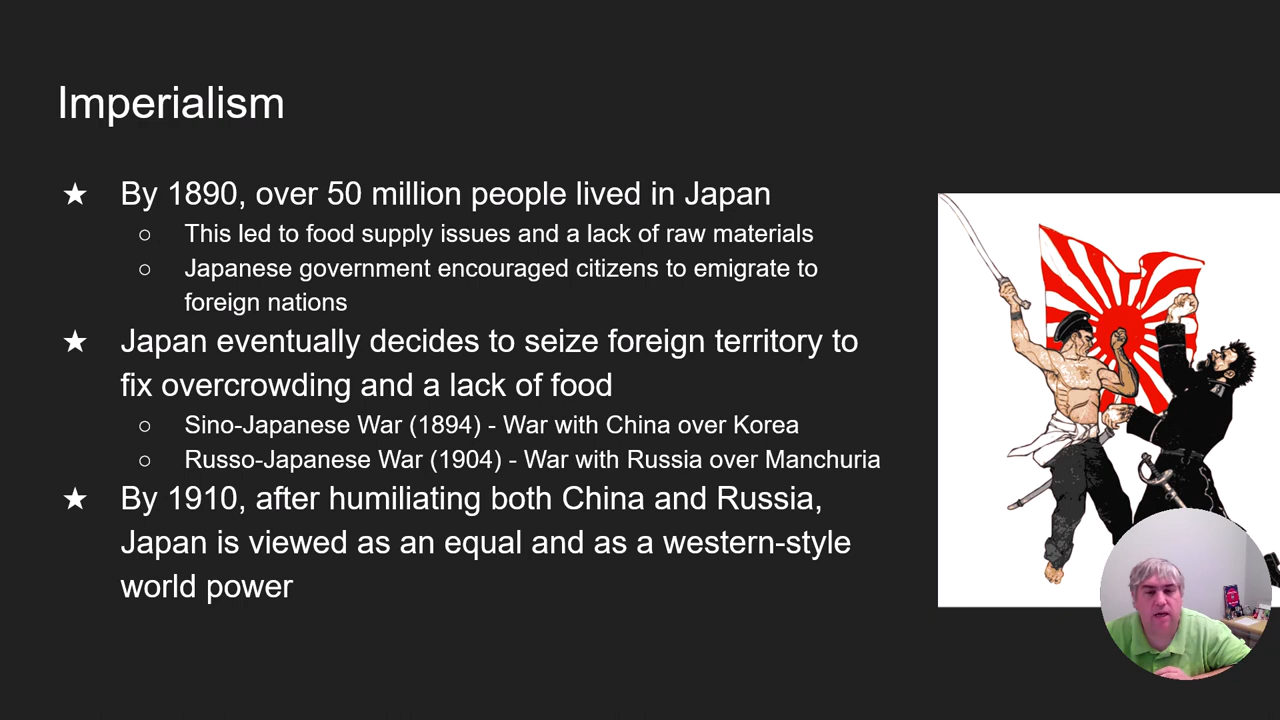 Imperialism
★ By 1890, over 50 million people lived in Japan
○ This led to food supply issues and a lack of raw materials
○ Japanese government encouraged citizens to emigrate to
foreign nations
★ Japan eventually decides to seize foreign territory to
fix overcrowding and a lack of food
○ Sino-Japanese War (1894) - War with China over Korea
○ Russo-Japanese War (1904) - War with Russia over Manchuria
★ By 1910, after humiliating both China and Russia,
Japan is viewed as an equal and as a western-style
world power